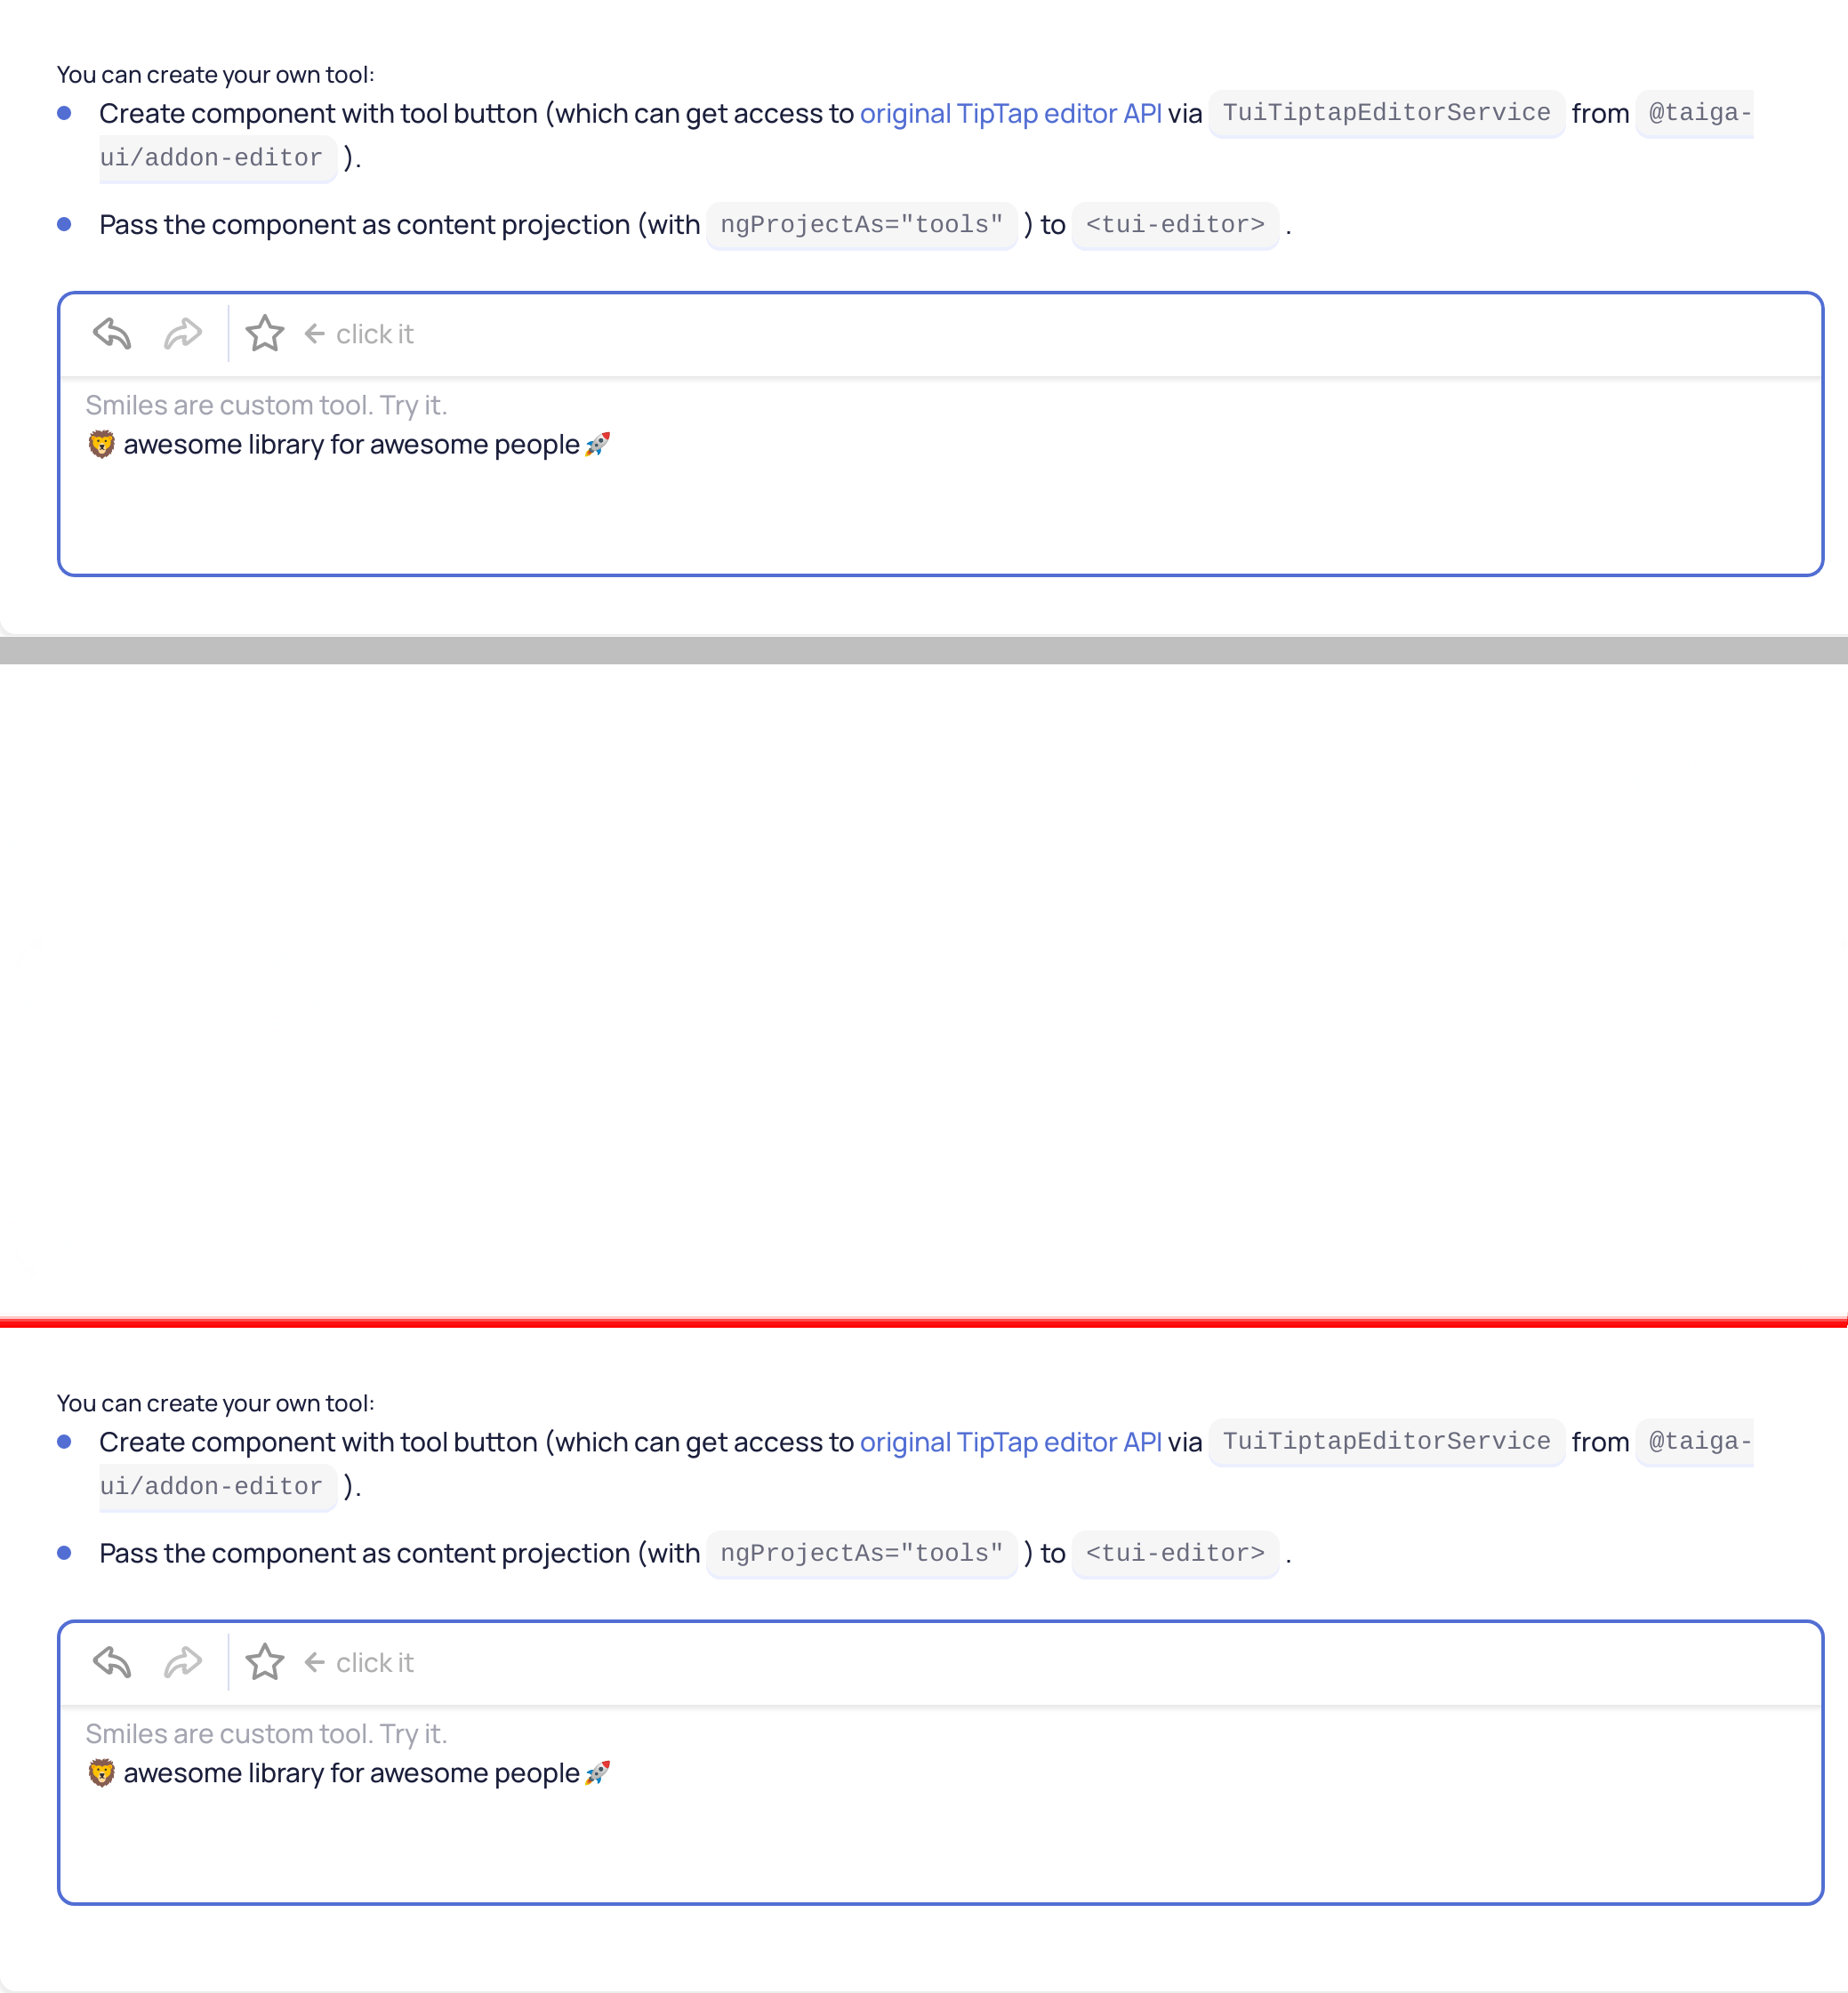 You can create your own tool:
Create component with tool button (which can get access to original TipTap editor API via TuiTiptapEditorService from @taiga-
ui/addon-editor ).
Pass the component as content projection (with ngProjectAs="tools" ) to <tui-editor> .
← click it
Smiles are custom tool. Try it.
🦁 awesome library for awesome people🚀
You can create your own tool:
Create component with tool button (which can get access to original TipTap editor API via TuiTiptapEditorService from @taiga-
ui/addon-editor ).
Pass the component as content projection (with ngProjectAs="tools" ) to <tui-editor> .
← click it
Smiles are custom tool. Try it.
🦁 awesome library for awesome people🚀